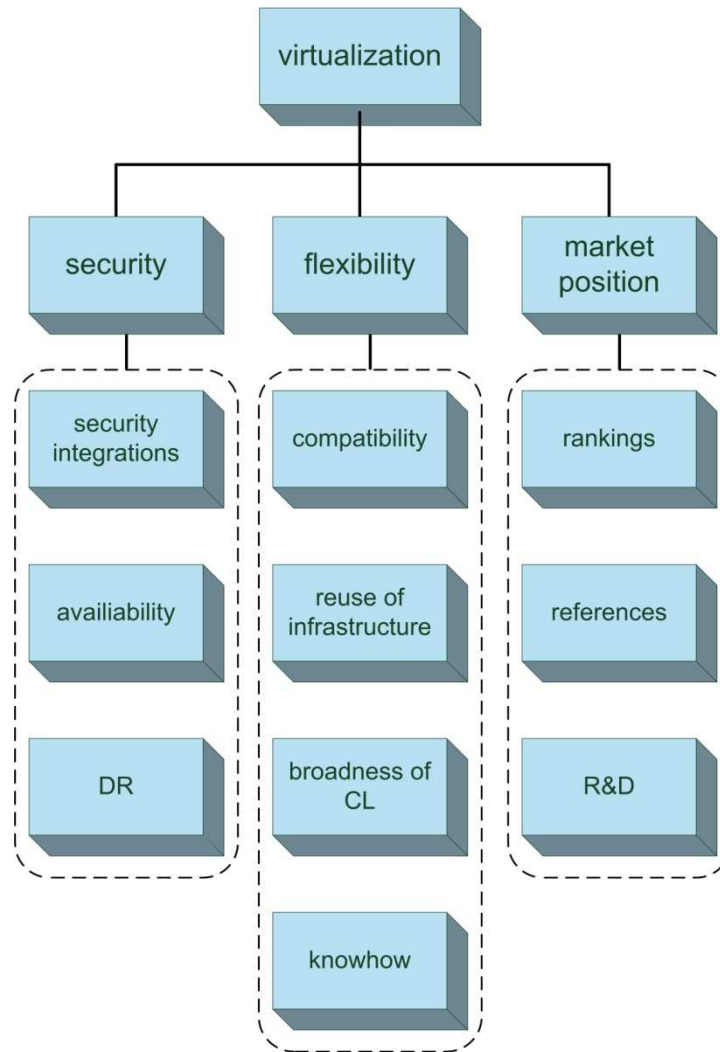 virtualization
security
flexibility
market
position
security
integrations
availiability
DR
compatibility
reuse of
infrastructure
broadness of
CL
knowhow
rankings
references
R&D